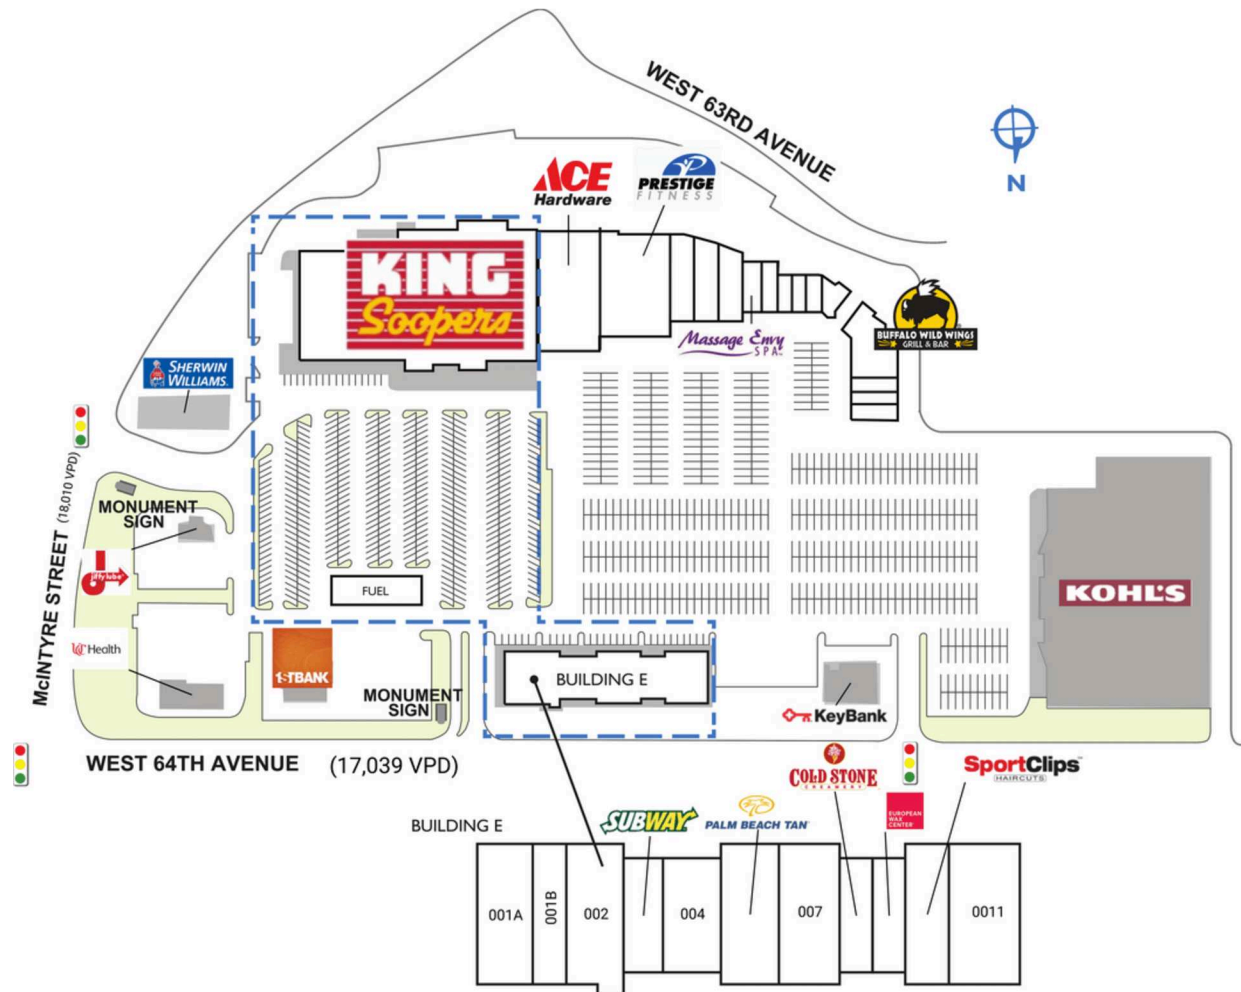 WEST 63RD AVENUE
N
ACE
Hardware
PRESTIGE
FITNESS
KING
Soopers
Massage Envy
SPA
BUFFALO WILD WINGS
GRILL & BAR
SHERWIN
WILLIAMS.
McINTYRE STREET (18,010 VPD)
MONUMENT
SIGN
jiffy lube
FUEL
KOHL'S
UCHealth
1STBANK
MONUMENT
SIGN
BUILDING E
KeyBank
WEST 64TH AVENUE (17,039 VPD)
COLD STONE
CREAMERY
SportClips
HAIRCUTS
BUILDING E
SUBWAY
PALM BEACH TAN
EUROPEAN
WAX
CENTER
001A
001B
002
004
007
0011